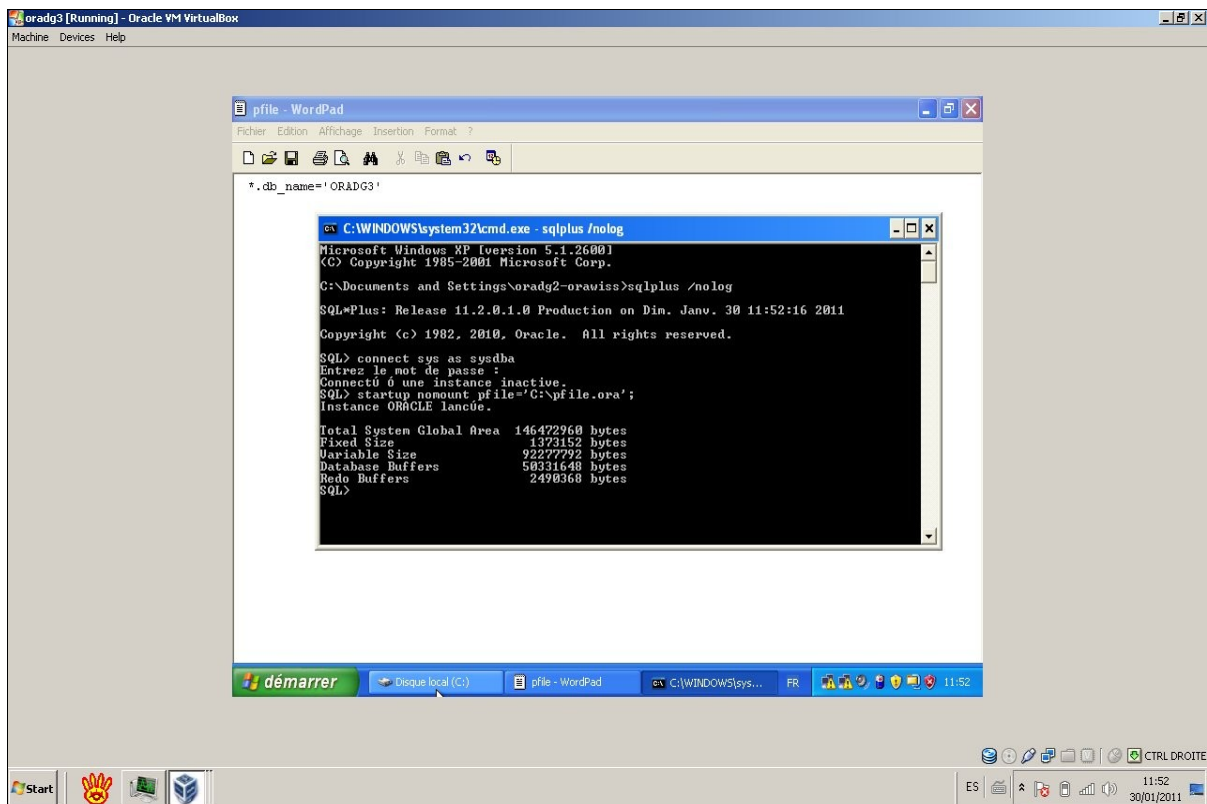 oradg3 [Running] - Oracle VM VirtualBox
Machine Devices Help
pfile - WordPad
Fichier Edition Affichage Insertion Format ?
*.db_name='ORADG3'
C:\WINDOWS\system32\cmd.exe - sqlplus /nolog
Microsoft Windows XP [version 5.1.2600]
(C) Copyright 1985-2001 Microsoft Corp.
C:\Documents and Settings\oradg2-orawiss>sqlplus /nolog
SQL*Plus: Release 11.2.0.1.0 Production on Dim. Janv. 30 11:52:16 2011
Copyright (c) 1982, 2010, Oracle. All rights reserved.
SQL> connect sys as sysdba
Entrez le mot de passe :
Connectú ó une instance inactive.
SQL> startup nomount pfile='C:\pfile.ora';
Instance ORACLE lancúe.
Total System Global Area 146472960 bytes
Fixed Size 1373152 bytes
Variable Size 92277792 bytes
Database Buffers 50331648 bytes
Redo Buffers 2490368 bytes
SQL>
démarrer
Disque local (C:)
pfile - WordPad
C:\WINDOWS\sys...
FR
11:52
CTRL DROITE
Start
ES
11:52
30/01/2011